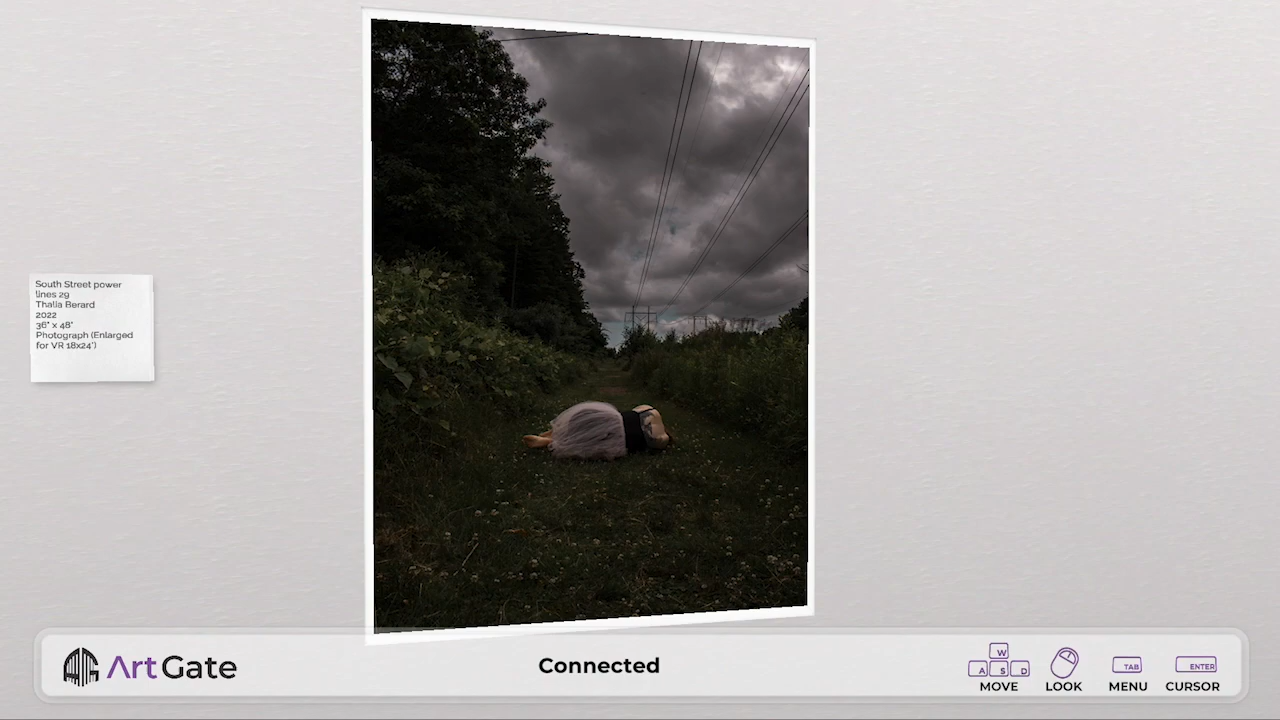 South Street power
lines 29
Thalia Berard
2022
36" x 48"
Photograph (Enlarged
for VR 18x24")
ArtGate
Connected
W
A S D
MOVE
LOOK
TAB
MENU
ENTER
CURSOR